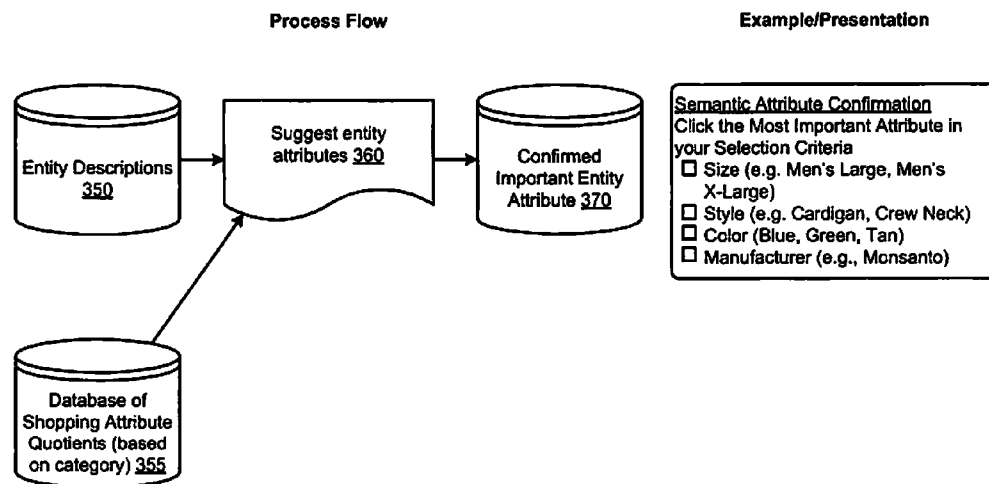 Process Flow
Example/Presentation
Entity Descriptions
350
Suggest entity
attributes 360
Confirmed
Important Entity
Attribute 370
Semantic Attribute Confirmation
Click the Most Important Attribute in
your Selection Criteria
Size (e.g. Men's Large, Men's
X-Large)
Style (e.g. Cardigan, Crew Neck)
Color (Blue, Green, Tan)
Manufacturer (e.g., Monsanto)
Database of
Shopping Attribute
Quotients (based
on category) 355